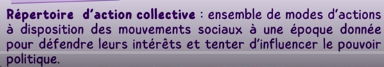 Répertoire d'action collective : ensemble de modes d'actions
à disposition des mouvements sociaux à une époque donnée
pour défendre leurs intérêts et tenter d'influencer le pouvoir
politique.